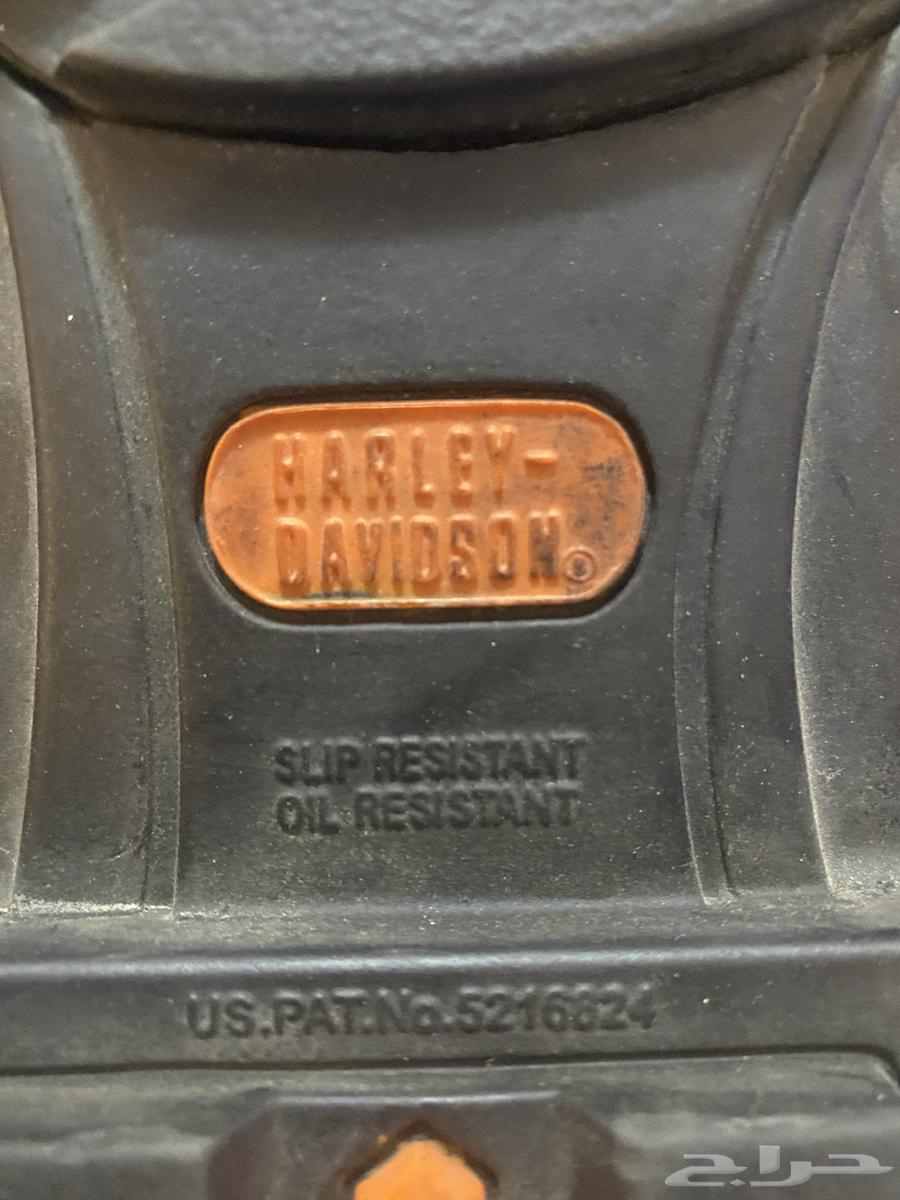 HARLEY-
DAVIDSON®
SLIP RESISTANT
OIL RESISTANT
US.PAT.No.5216824
حراج